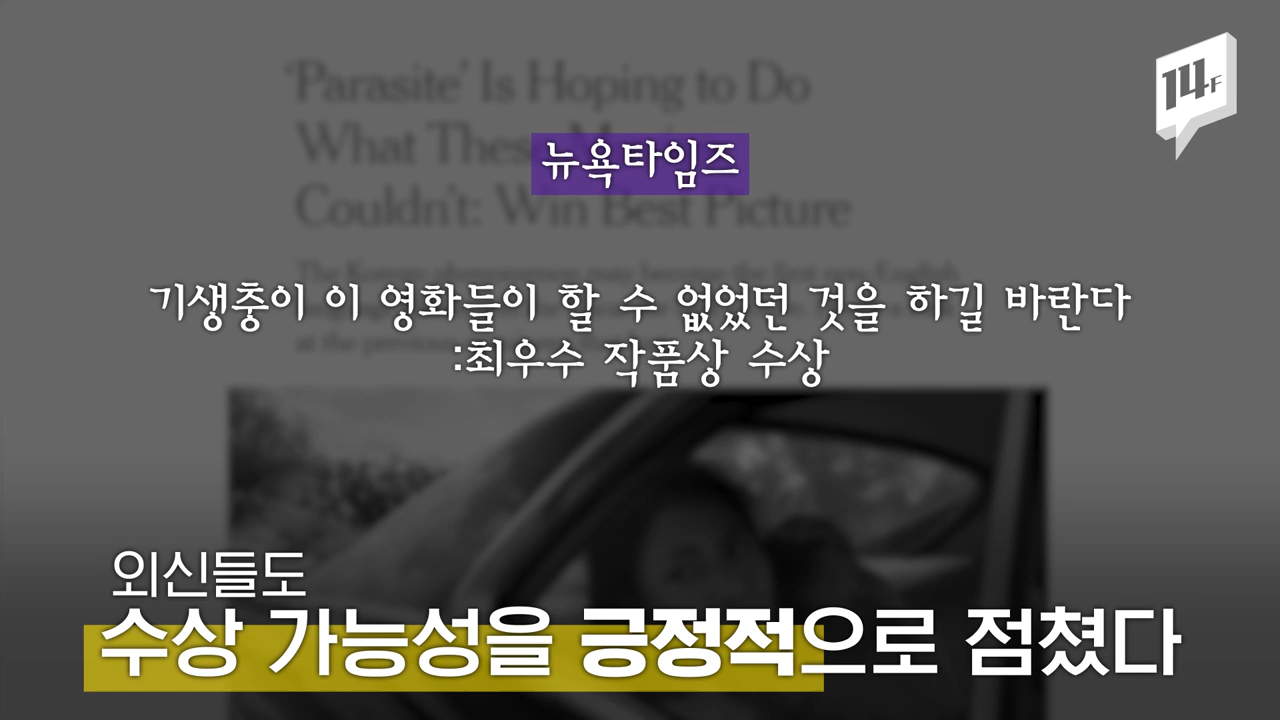 14F
‘Parasite’ Is Hoping to Do
What These
뉴욕타임즈
Couldn't: Win Best Picture
기생충이 이 영화들이 할 수 없었던 것을 하길 바란다
:최우수 작품상 수상
at the previous
외신들도
수상 가능성을 긍정적으로 점쳤다